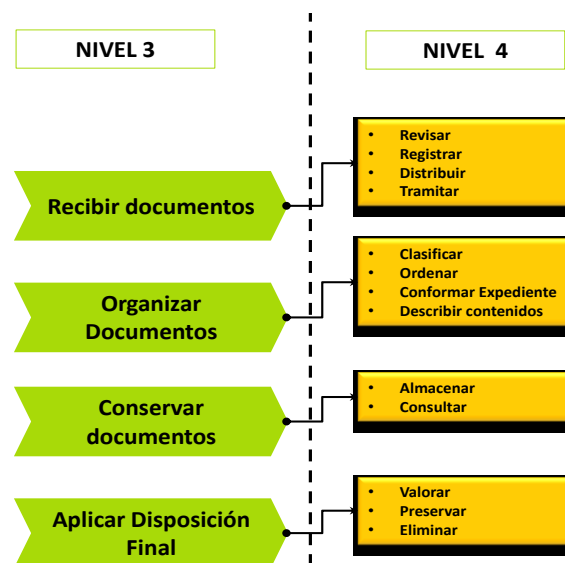 NIVEL 3
NIVEL 4
Recibir documentos
• Revisar
• Registrar
• Distribuir
• Tramitar
Organizar
Documentos
• Clasificar
• Ordenar
• Conformar Expediente
• Describir contenidos
Conservar
documentos
• Almacenar
• Consultar
Aplicar Disposición
Final
• Valorar
• Preservar
• Eliminar